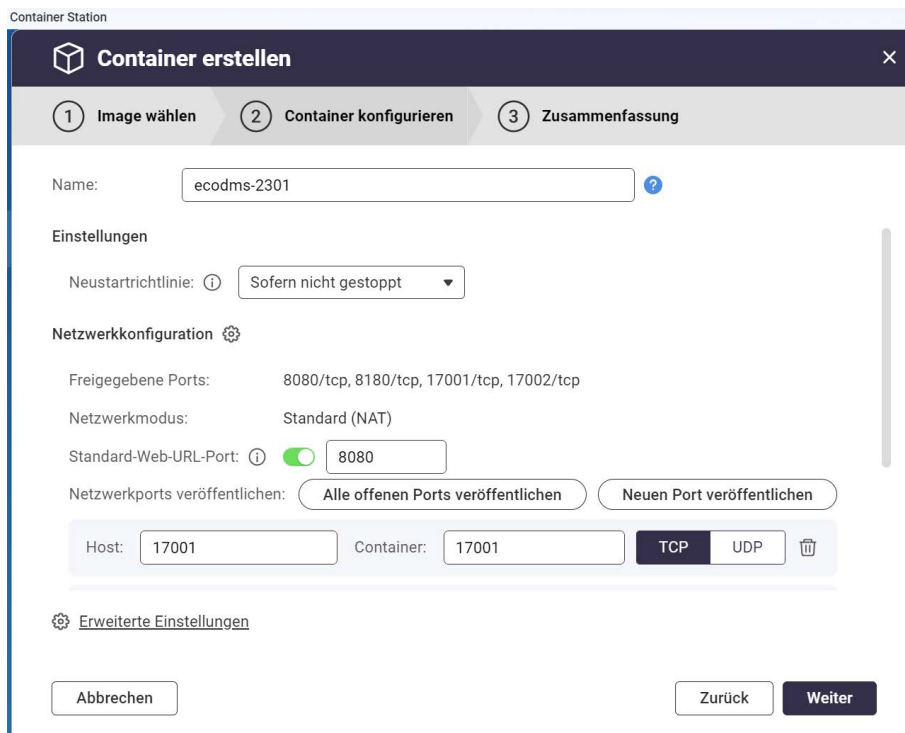 Container Station
Container erstellen
1 Image wählen 2 Container konfigurieren 3 Zusammenfassung
Name: ecodms-2301 ?
Einstellungen
Neustartrichtlinie: i Sofern nicht gestoppt
Netzwerkkonfiguration
Freigegebene Ports: 8080/tcp, 8180/tcp, 17001/tcp, 17002/tcp
Netzwerkmodus: Standard (NAT)
Standard-Web-URL-Port: i 8080
Netzwerkports veröffentlichen: Alle offenen Ports veröffentlichen Neuen Port veröffentlichen
Host: 17001 Container: 17001 TCP UDP
Erweiterte Einstellungen
Abbrechen Zurück Weiter